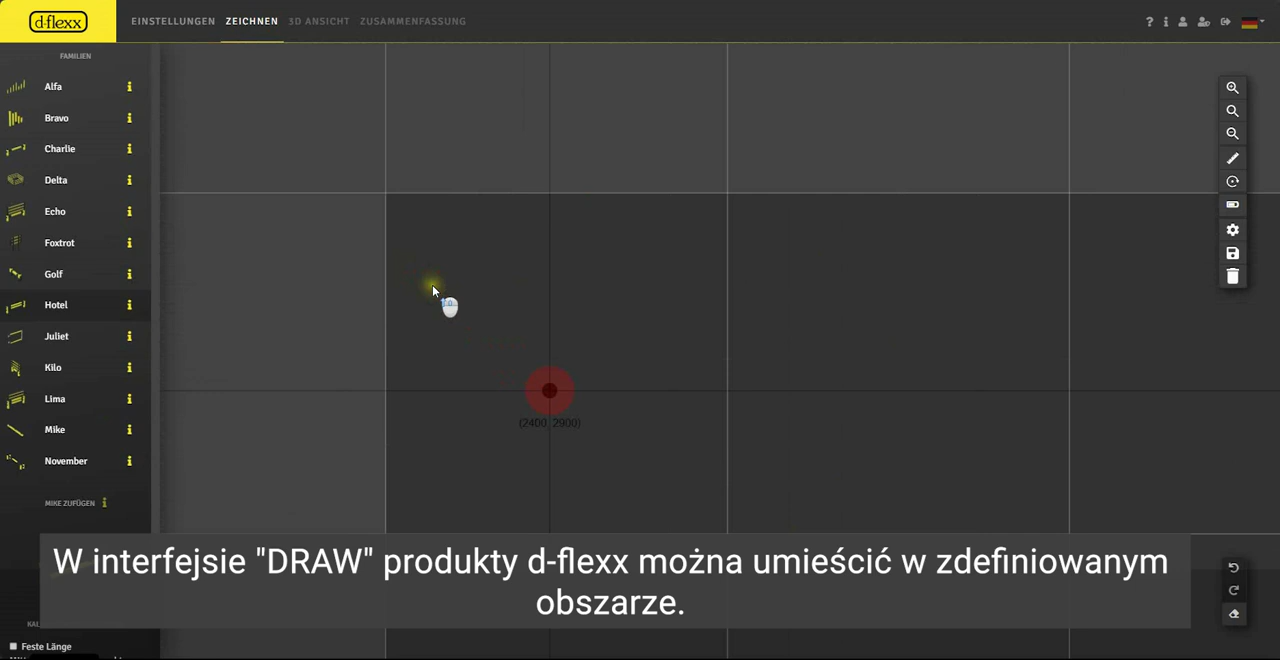 d-flexx
EINSTELLUNGEN ZEICHNEN 3D ANSICHT ZUSAMMENFASSUNG
FAMILIEN
Alfa
Bravo
Charlie
Delta
Echo
Foxtrot
Golf
Hotel
Juliet
Kilo
Lima
Mike
November
MIKE ZUFÜGEN
(2400, 2900)
W interfejsie "DRAW" produkty d-flexx można umieścić w zdefiniowanym
obszarze.
Feste Länge